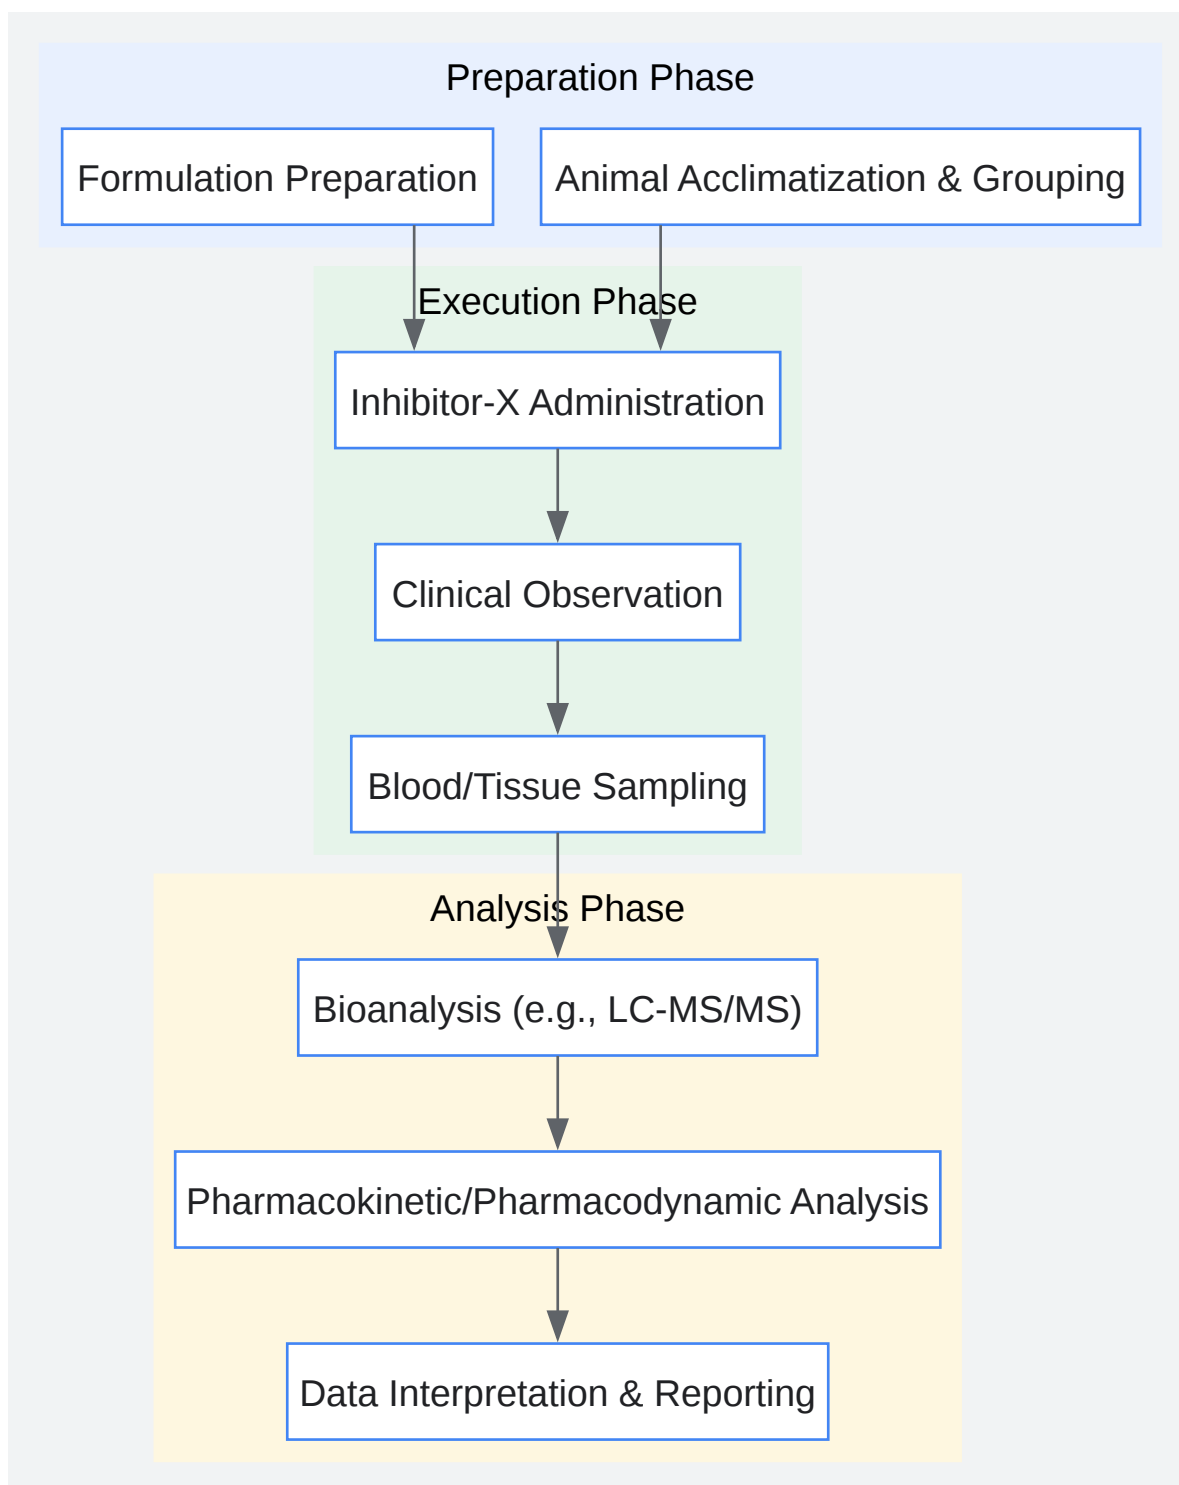 Preparation Phase
Formulation Preparation
Animal Acclimatization & Grouping
Execution Phase
Inhibitor-X Administration
Clinical Observation
Blood/Tissue Sampling
Analysis Phase
Bioanalysis (e.g., LC-MS/MS)
Pharmacokinetic/Pharmacodynamic Analysis
Data Interpretation & Reporting